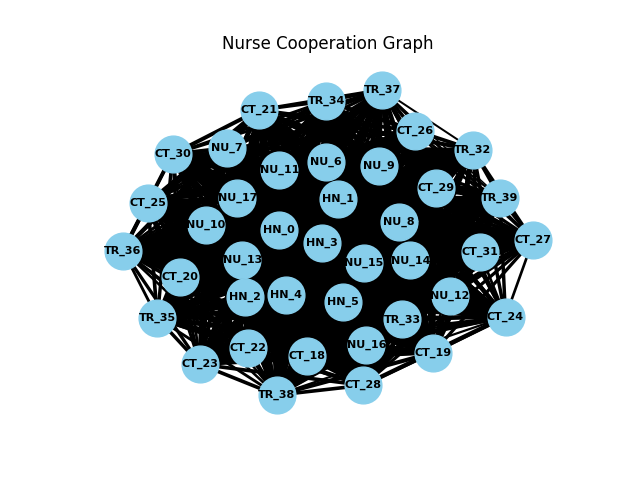 Nurse Cooperation Graph
TR_37
TR_34
CT_21
CT_26
NU_7
TR_32
CT_30
NU_6
NU_9
NU_11
CT_29
NU_17
TR_39
HN_1
CT_25
NU_8
NU_10
HN_0
CT_27
HN_3
TR_36
CT_31
NU_13
NU_14
NU_15
CT_20
HN_4
NU_12
HN_2
HN_5
CT_24
TR_35
TR_33
NU_16
CT_22
CT_19
CT_18
CT_23
CT_28
TR_38